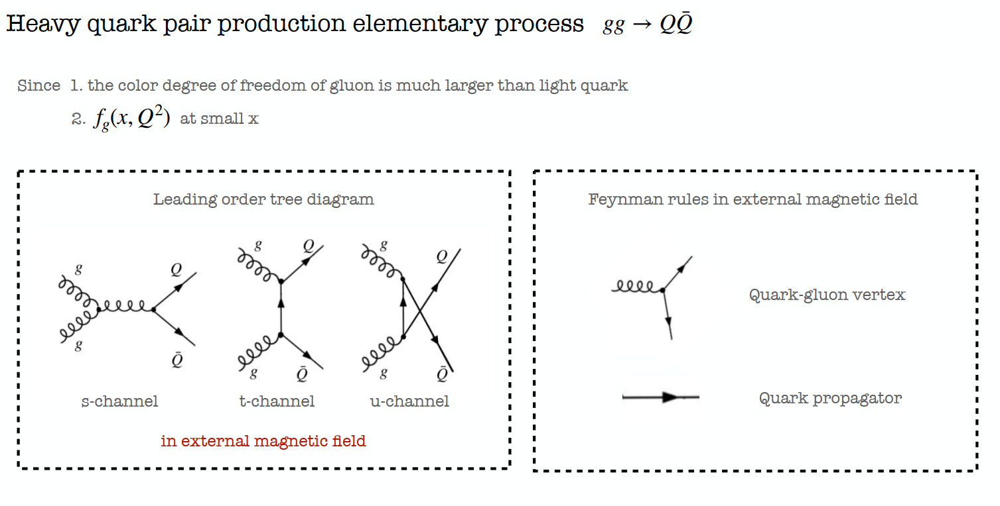 Heavy quark pair production elementary process gg → QQ̄
Since 1. the color degree of freedom of gluon is much larger than light quark
2. f_g(x, Q²) at small x
Leading order tree diagram
g
Q
g
Q̄
g
Q
g
Q̄
g
Q
g
Q̄
s-channel
t-channel
u-channel
in external magnetic field
Feynman rules in external magnetic field
Quark-gluon vertex
Quark propagator